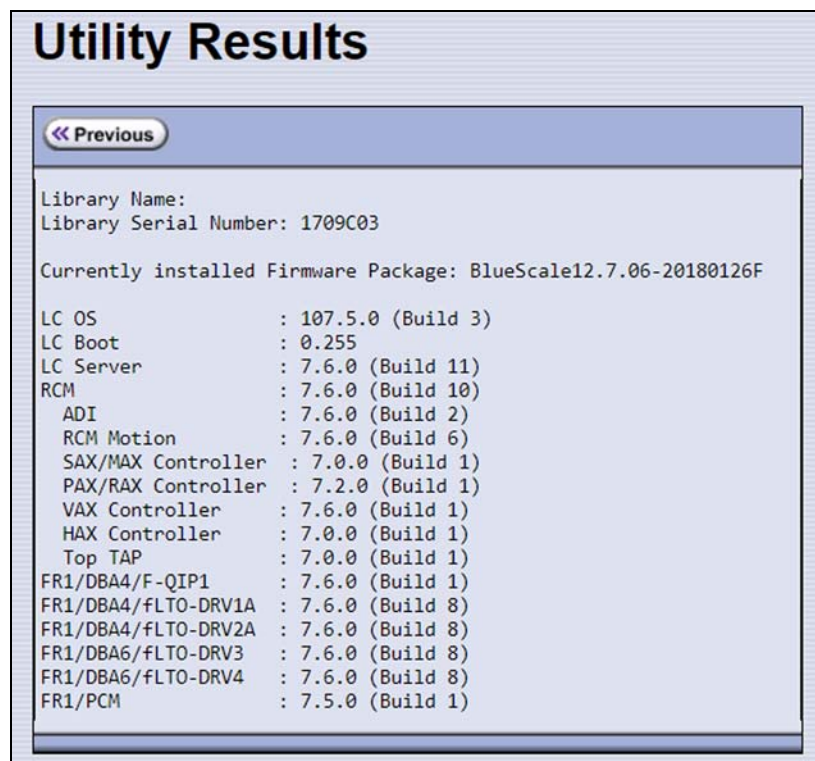 Utility Results
Previous
Library Name:
Library Serial Number: 1709C03
Currently installed Firmware Package: BlueScale12.7.06-20180126F
LC OS : 107.5.0 (Build 3)
LC Boot : 0.255
LC Server : 7.6.0 (Build 11)
RCM : 7.6.0 (Build 10)
ADI : 7.6.0 (Build 2)
RCM Motion : 7.6.0 (Build 6)
SAX/MAX Controller : 7.0.0 (Build 1)
PAX/RAX Controller : 7.2.0 (Build 1)
VAX Controller : 7.6.0 (Build 1)
HAX Controller : 7.0.0 (Build 1)
Top TAP : 7.0.0 (Build 1)
FR1/DBA4/F-QIP1 : 7.6.0 (Build 1)
FR1/DBA4/fLTO-DRV1A : 7.6.0 (Build 8)
FR1/DBA4/fLTO-DRV2A : 7.6.0 (Build 8)
FR1/DBA6/fLTO-DRV3 : 7.6.0 (Build 8)
FR1/DBA6/fLTO-DRV4 : 7.6.0 (Build 8)
FR1/PCM : 7.5.0 (Build 1)